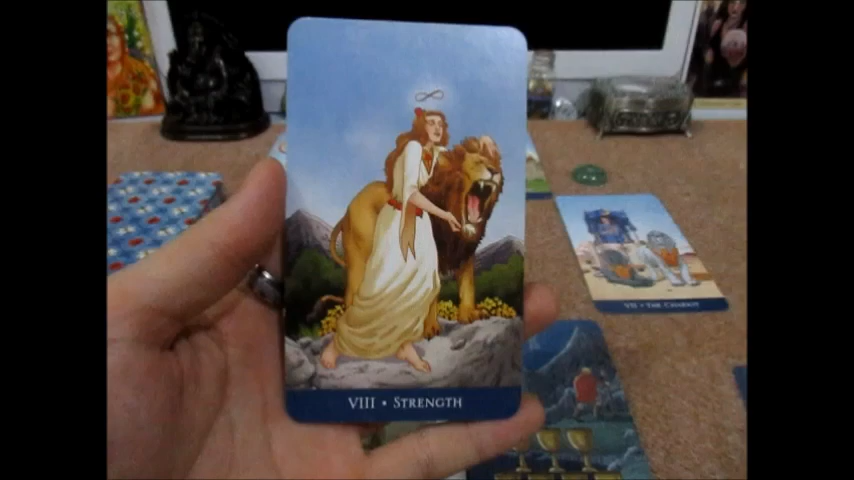 VIII • STRENGTH
VII • THE CHARIOT